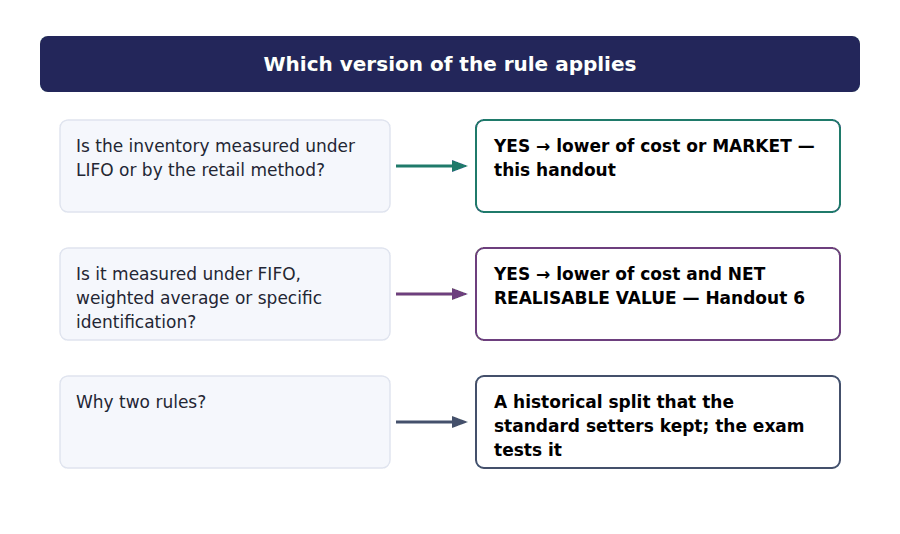 Which version of the rule applies
Is the inventory measured under
LIFO or by the retail method?
YES → lower of cost or MARKET —
this handout
Is it measured under FIFO,
weighted average or specific
identification?
YES → lower of cost and NET
REALISABLE VALUE — Handout 6
Why two rules?
A historical split that the
standard setters kept; the exam
tests it